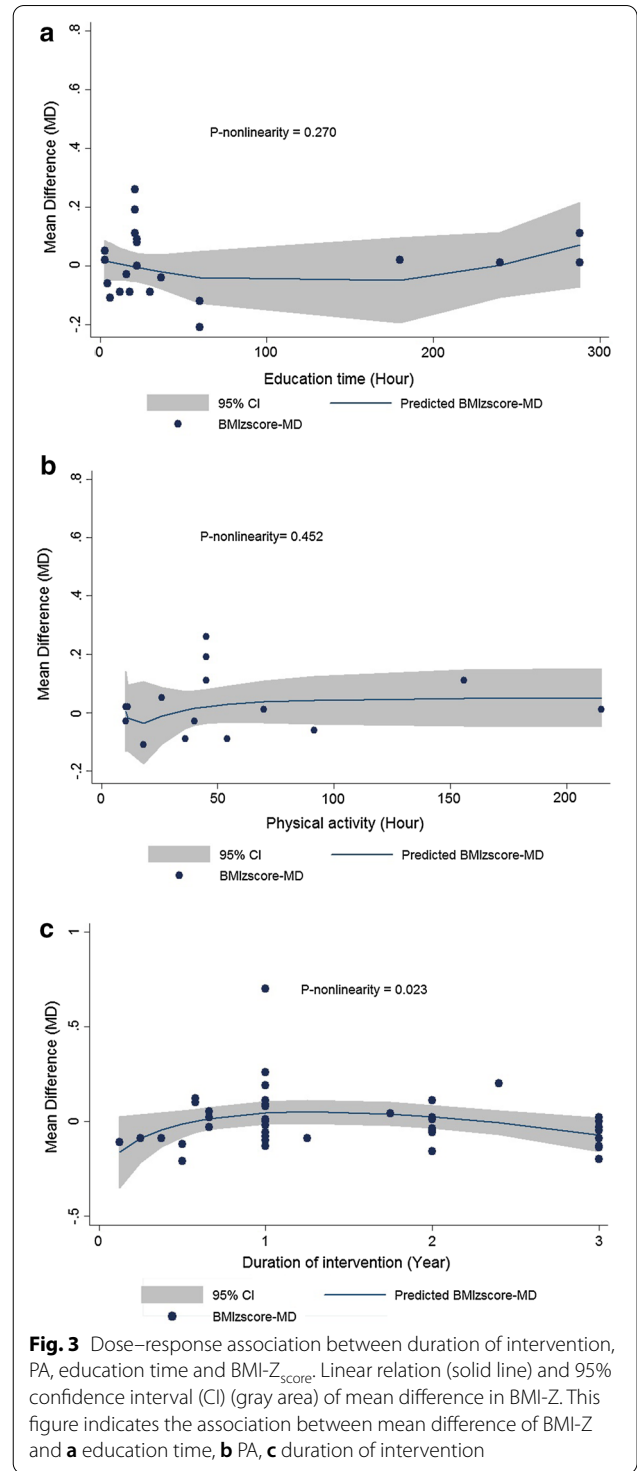 a
.8
.6
.4
.2
0
-.2
Mean Difference (MD)
P-nonlinearity = 0.270
0 100 200 300
Education time (Hour)
95% CI Predicted BMIzscore-MD
BMIzscore-MD
b
.8
.6
.4
.2
0
-.2
Mean Difference (MD)
P-nonlinearity= 0.452
0 50 100 150 200
Physical activity (Hour)
95% CI Predicted BMIzscore-MD
BMIzscore-MD
c
1
.5
0
-.5
Mean Difference (MD)
P-nonlinearity = 0.023
0 1 2 3
Duration of intervention (Year)
95% CI Predicted BMIzscore-MD
BMIzscore-MD
Fig. 3 Dose–response association between duration of intervention,
PA, education time and BMI-Zscore. Linear relation (solid line) and 95%
confidence interval (CI) (gray area) of mean difference in BMI-Z. This
figure indicates the association between mean difference of BMI-Z
and a education time, b PA, c duration of intervention